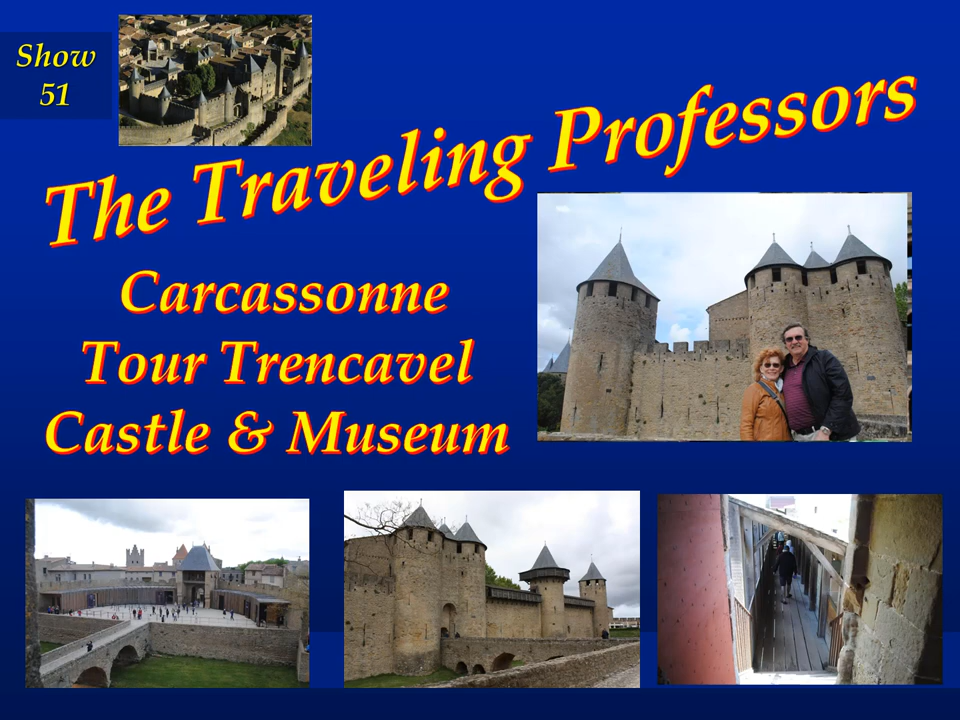 Show
51
The Traveling Professors
Carcassonne
Tour Trencavel
Castle & Museum